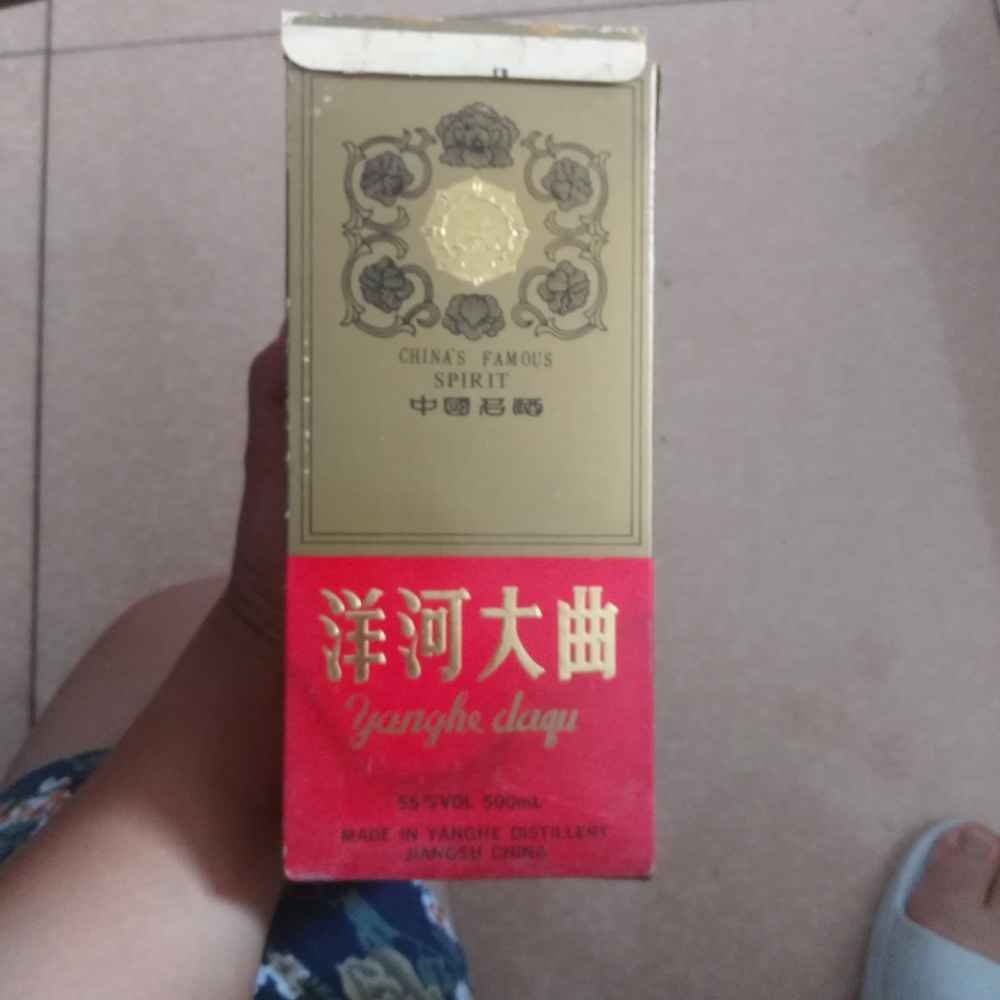 CHINA'S FAMOUS
SPIRIT
中國名酒
洋河大曲
Yanghe daqu
55%VOL 500mL
MADE IN YANGHE DISTILLERY
JIANGSU CHINA